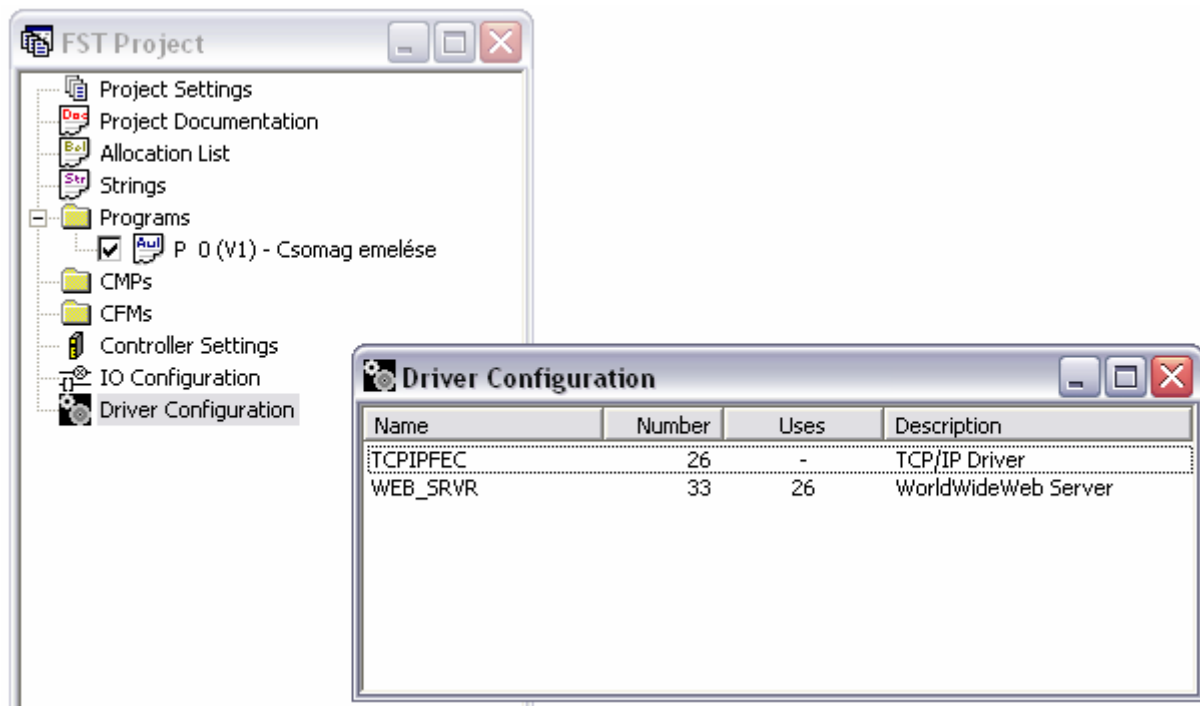 FST Project
Project Settings
Project Documentation
Allocation List
Strings
Programs
P 0 (V1) - Csomag emelése
CMPs
CFMs
Controller Settings
IO Configuration
Driver Configuration
Driver Configuration
Name Number Uses Description
TCPIPFEC 26 - TCP/IP Driver
WEB_SRVR 33 26 WorldWideWeb Server